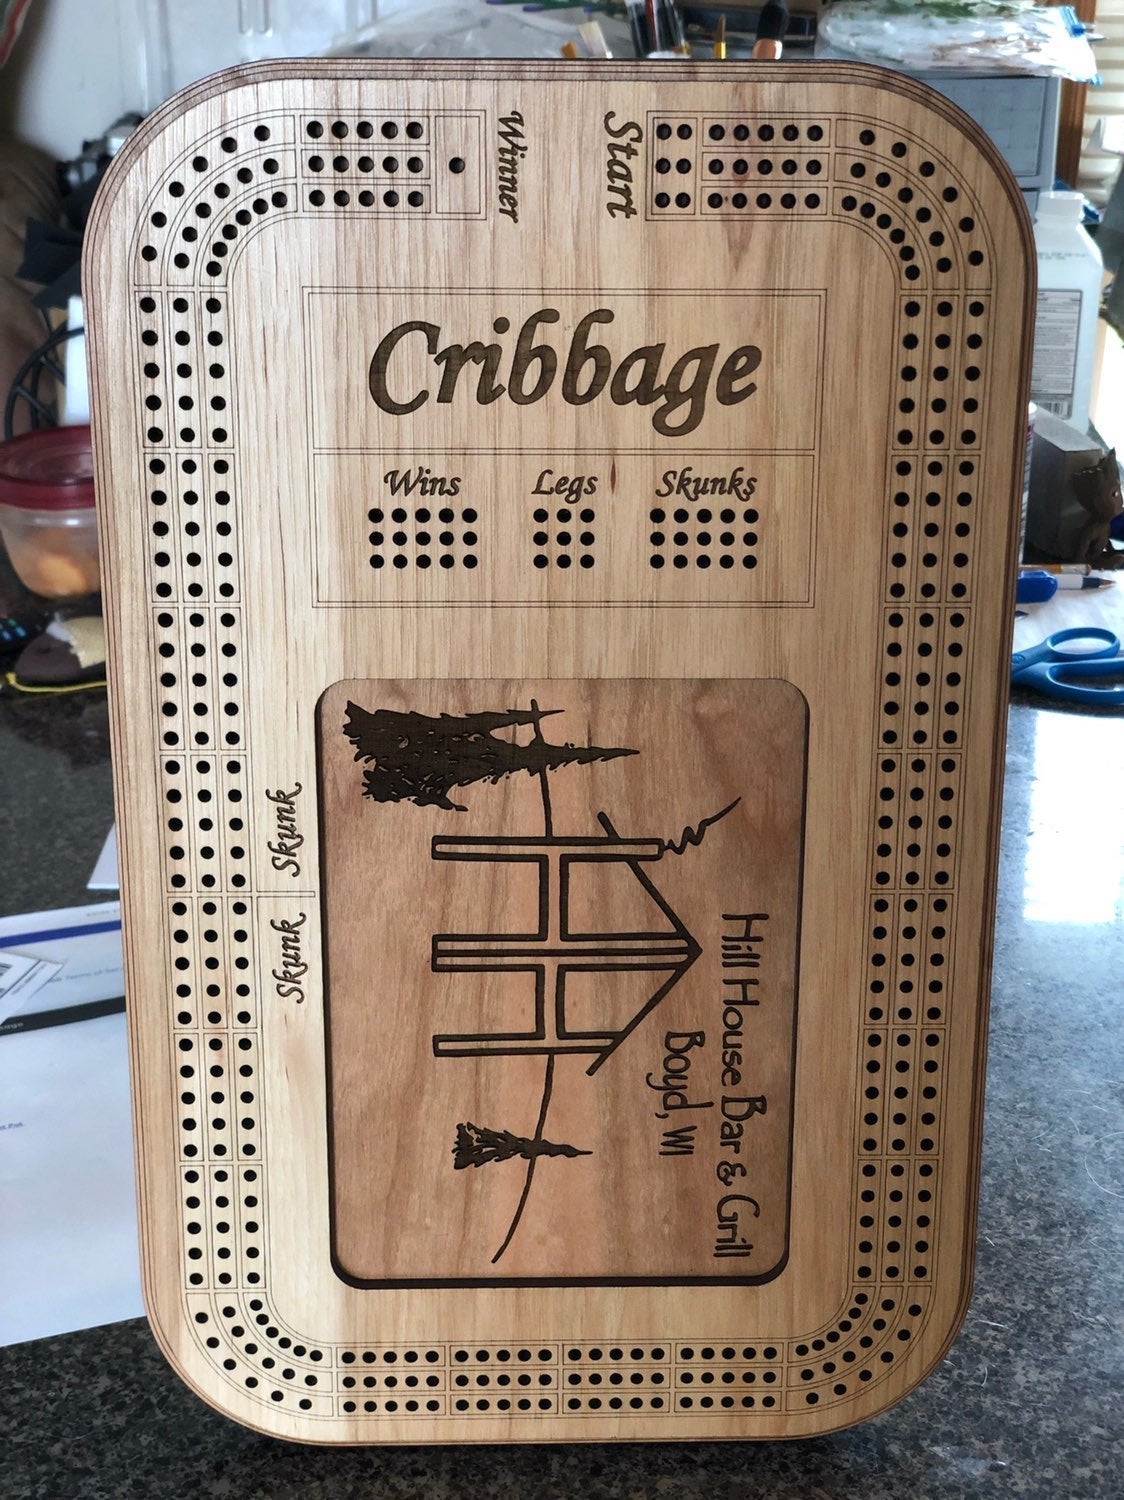 Winner
Start
Cribbage
Wins Legs Skunks
Skunk
Skunk
Hill House Bar & Grill
Boyd, WI